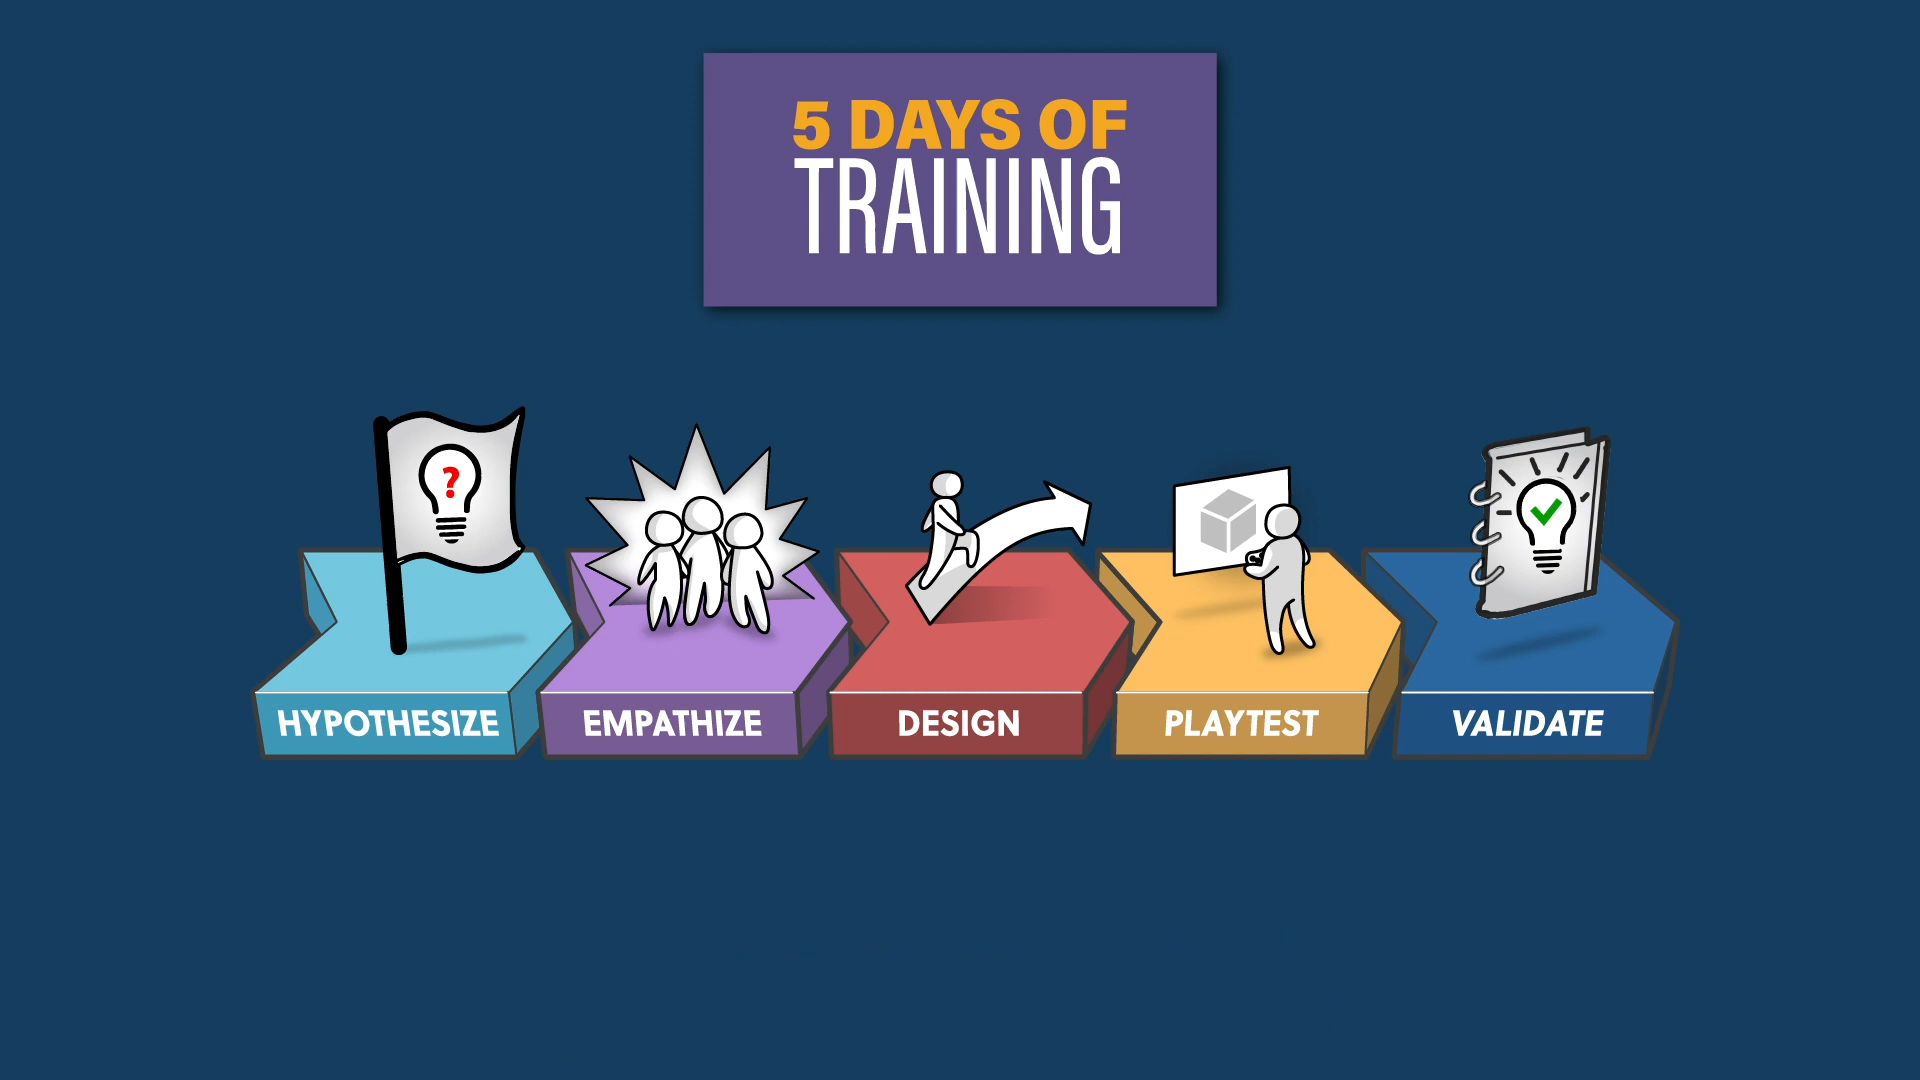 5 DAYS OF
TRAINING
?
HYPOTHESIZE
EMPATHIZE
DESIGN
PLAYTEST
VALIDATE